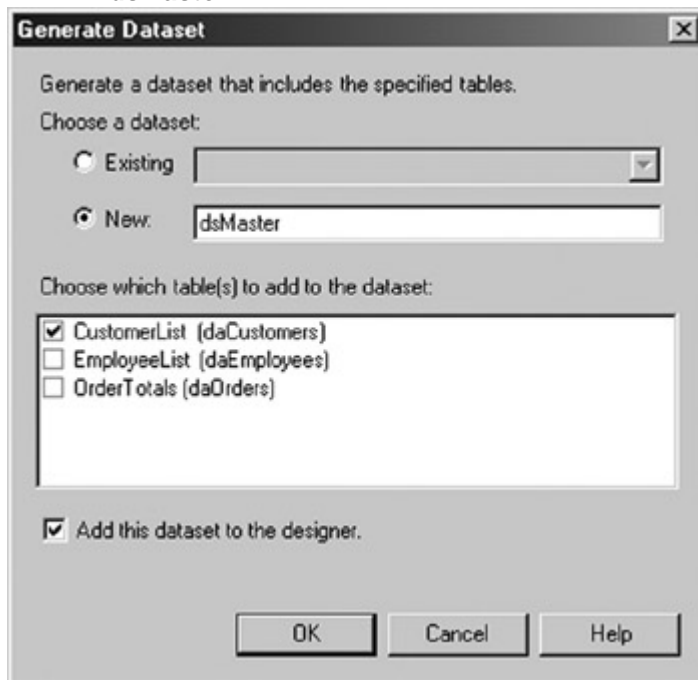 Generate Dataset
Generate a dataset that includes the specified tables.
Choose a dataset:
Existing
New: dsMaster
Choose which table(s) to add to the dataset:
CustomerList (daCustomers)
EmployeeList (daEmployees)
OrderTotals (daOrders)
Add this dataset to the designer.
OK Cancel Help